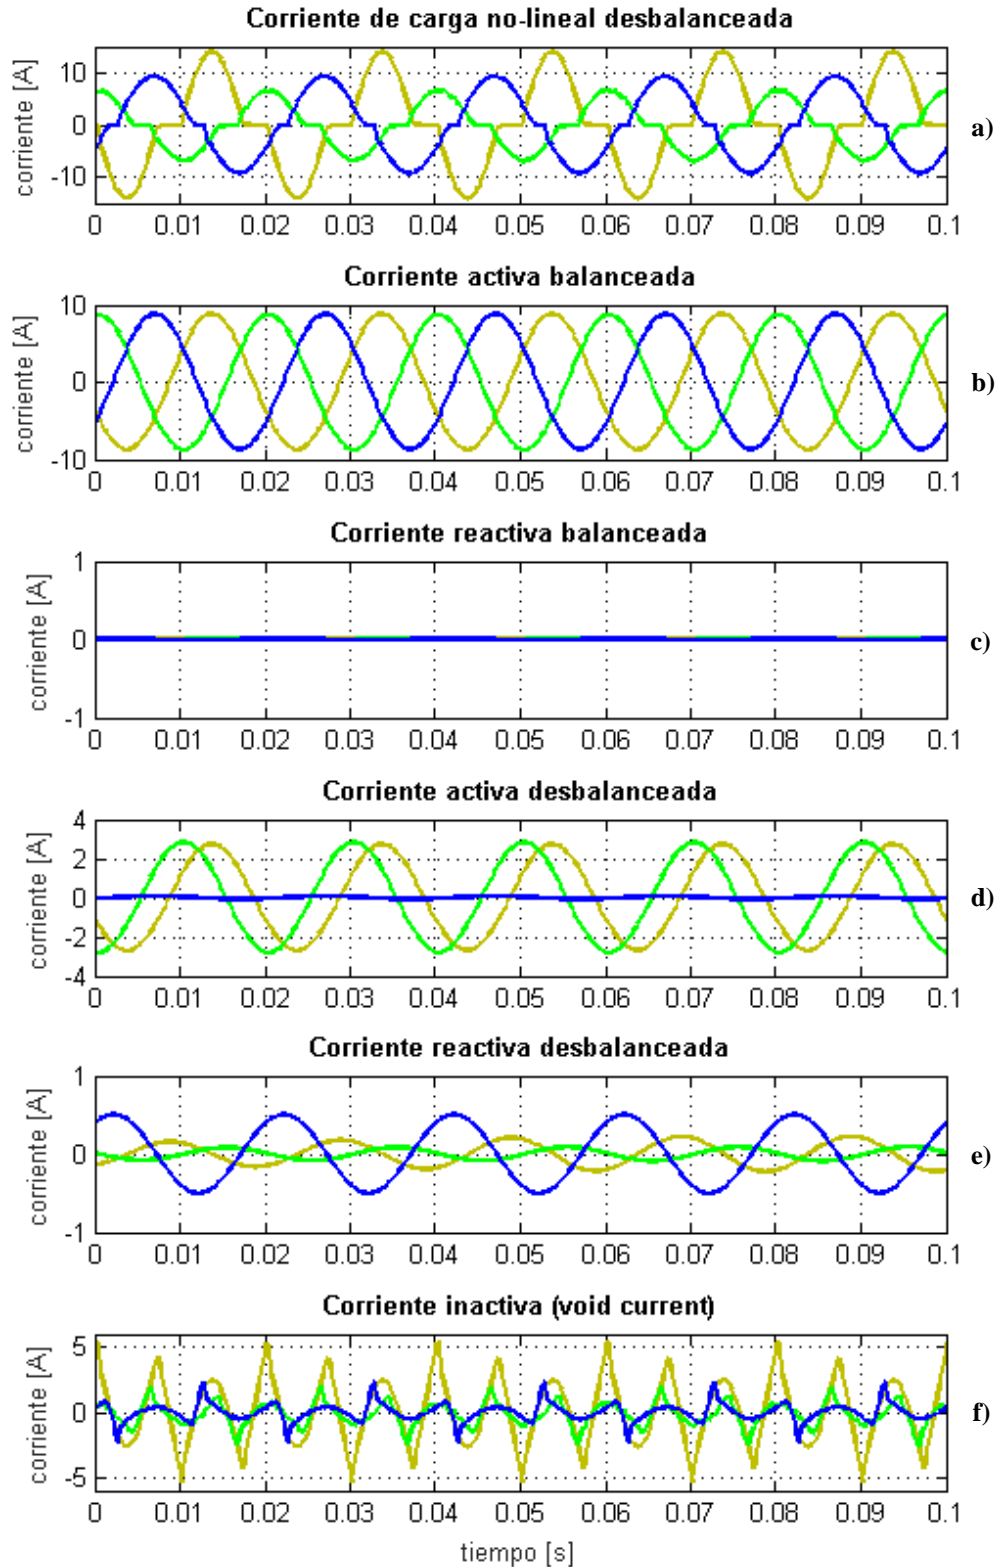 Corriente de carga no-lineal desbalanceada
corriente [A]
10
0
-10
0 0.01 0.02 0.03 0.04 0.05 0.06 0.07 0.08 0.09 0.1
a)
Corriente activa balanceada
corriente [A]
10
0
-10
0 0.01 0.02 0.03 0.04 0.05 0.06 0.07 0.08 0.09 0.1
b)
Corriente reactiva balanceada
corriente [A]
1
0
-1
0 0.01 0.02 0.03 0.04 0.05 0.06 0.07 0.08 0.09 0.1
c)
Corriente activa desbalanceada
corriente [A]
4
2
0
-2
-4
0 0.01 0.02 0.03 0.04 0.05 0.06 0.07 0.08 0.09 0.1
d)
Corriente reactiva desbalanceada
corriente [A]
1
0
-1
0 0.01 0.02 0.03 0.04 0.05 0.06 0.07 0.08 0.09 0.1
e)
Corriente inactiva (void current)
corriente [A]
5
0
-5
0 0.01 0.02 0.03 0.04 0.05 0.06 0.07 0.08 0.09 0.1
f)
tiempo [s]